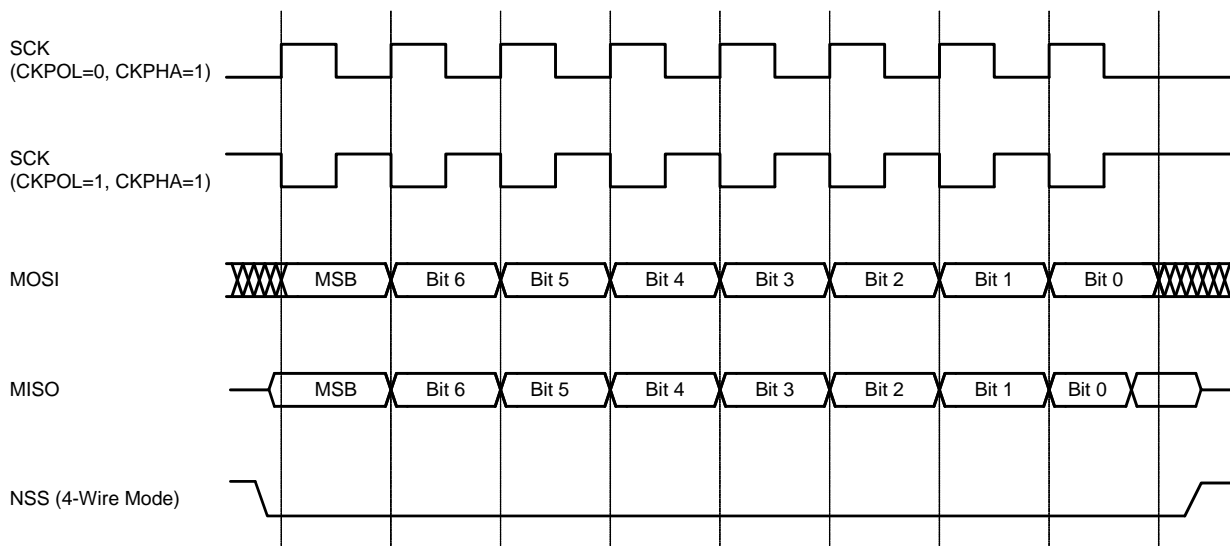 SCK
(CKPOL=0, CKPHA=1)
SCK
(CKPOL=1, CKPHA=1)
MOSI
MSB Bit 6 Bit 5 Bit 4 Bit 3 Bit 2 Bit 1 Bit 0
MISO
MSB Bit 6 Bit 5 Bit 4 Bit 3 Bit 2 Bit 1 Bit 0
NSS (4-Wire Mode)